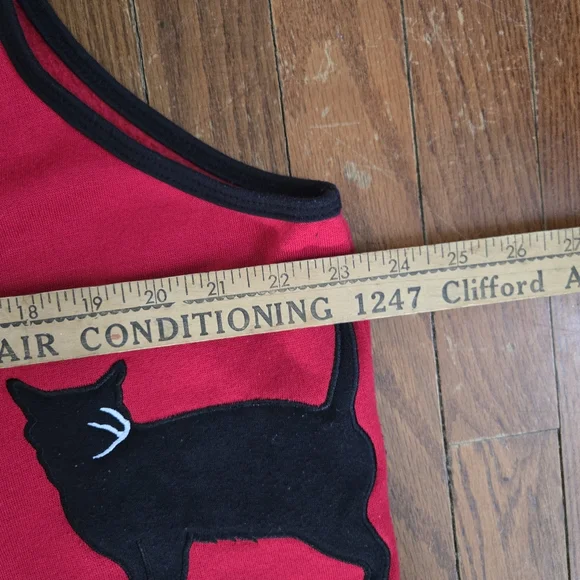 18 19 20 21 22 23 24 25 26 27
AIR CONDITIONING 1247 Clifford A